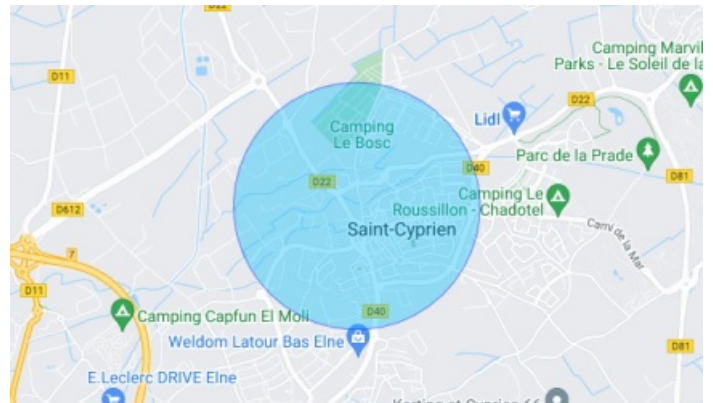 D11
D22
Camping Marvil
Parks - Le Soleil de la
D22
Lidl
Camping
Le Bosc
Parc de la Prade
D40
D81
D22
Camping Le
Roussillon - Chadotel
D612
Saint-Cyprien
Camí de la Mar
7
D11
D40
Camping Capfun El Moli
Weldom Latour Bas Elne
D81
E.Leclerc DRIVE Elne
Karting et Cyprien 66